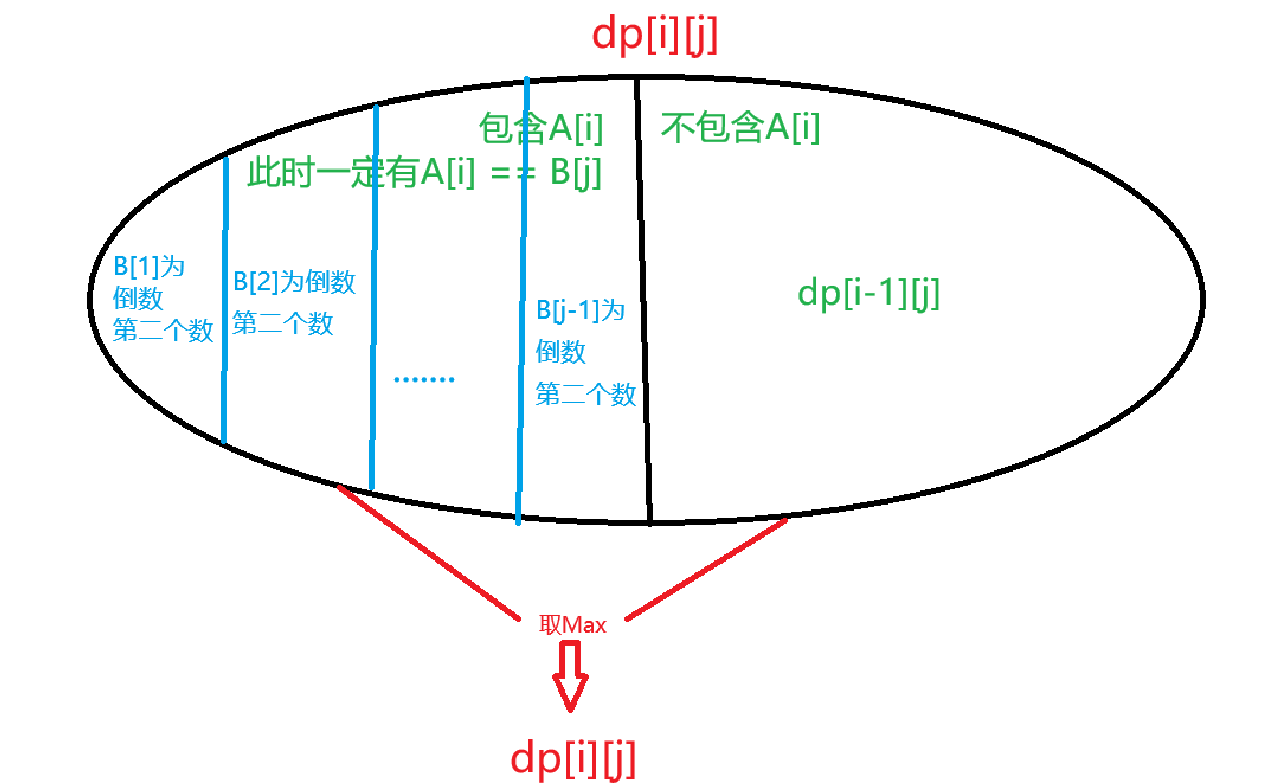 dp[i][j]
包含A[i]
不包含A[i]
此时一定有A[i] == B[j]
B[1]为
倒数
第二个数
B[2]为倒数
第二个数
.......
B[j-1]为
倒数
第二个数
dp[i-1][j]
取Max
dp[i][j]